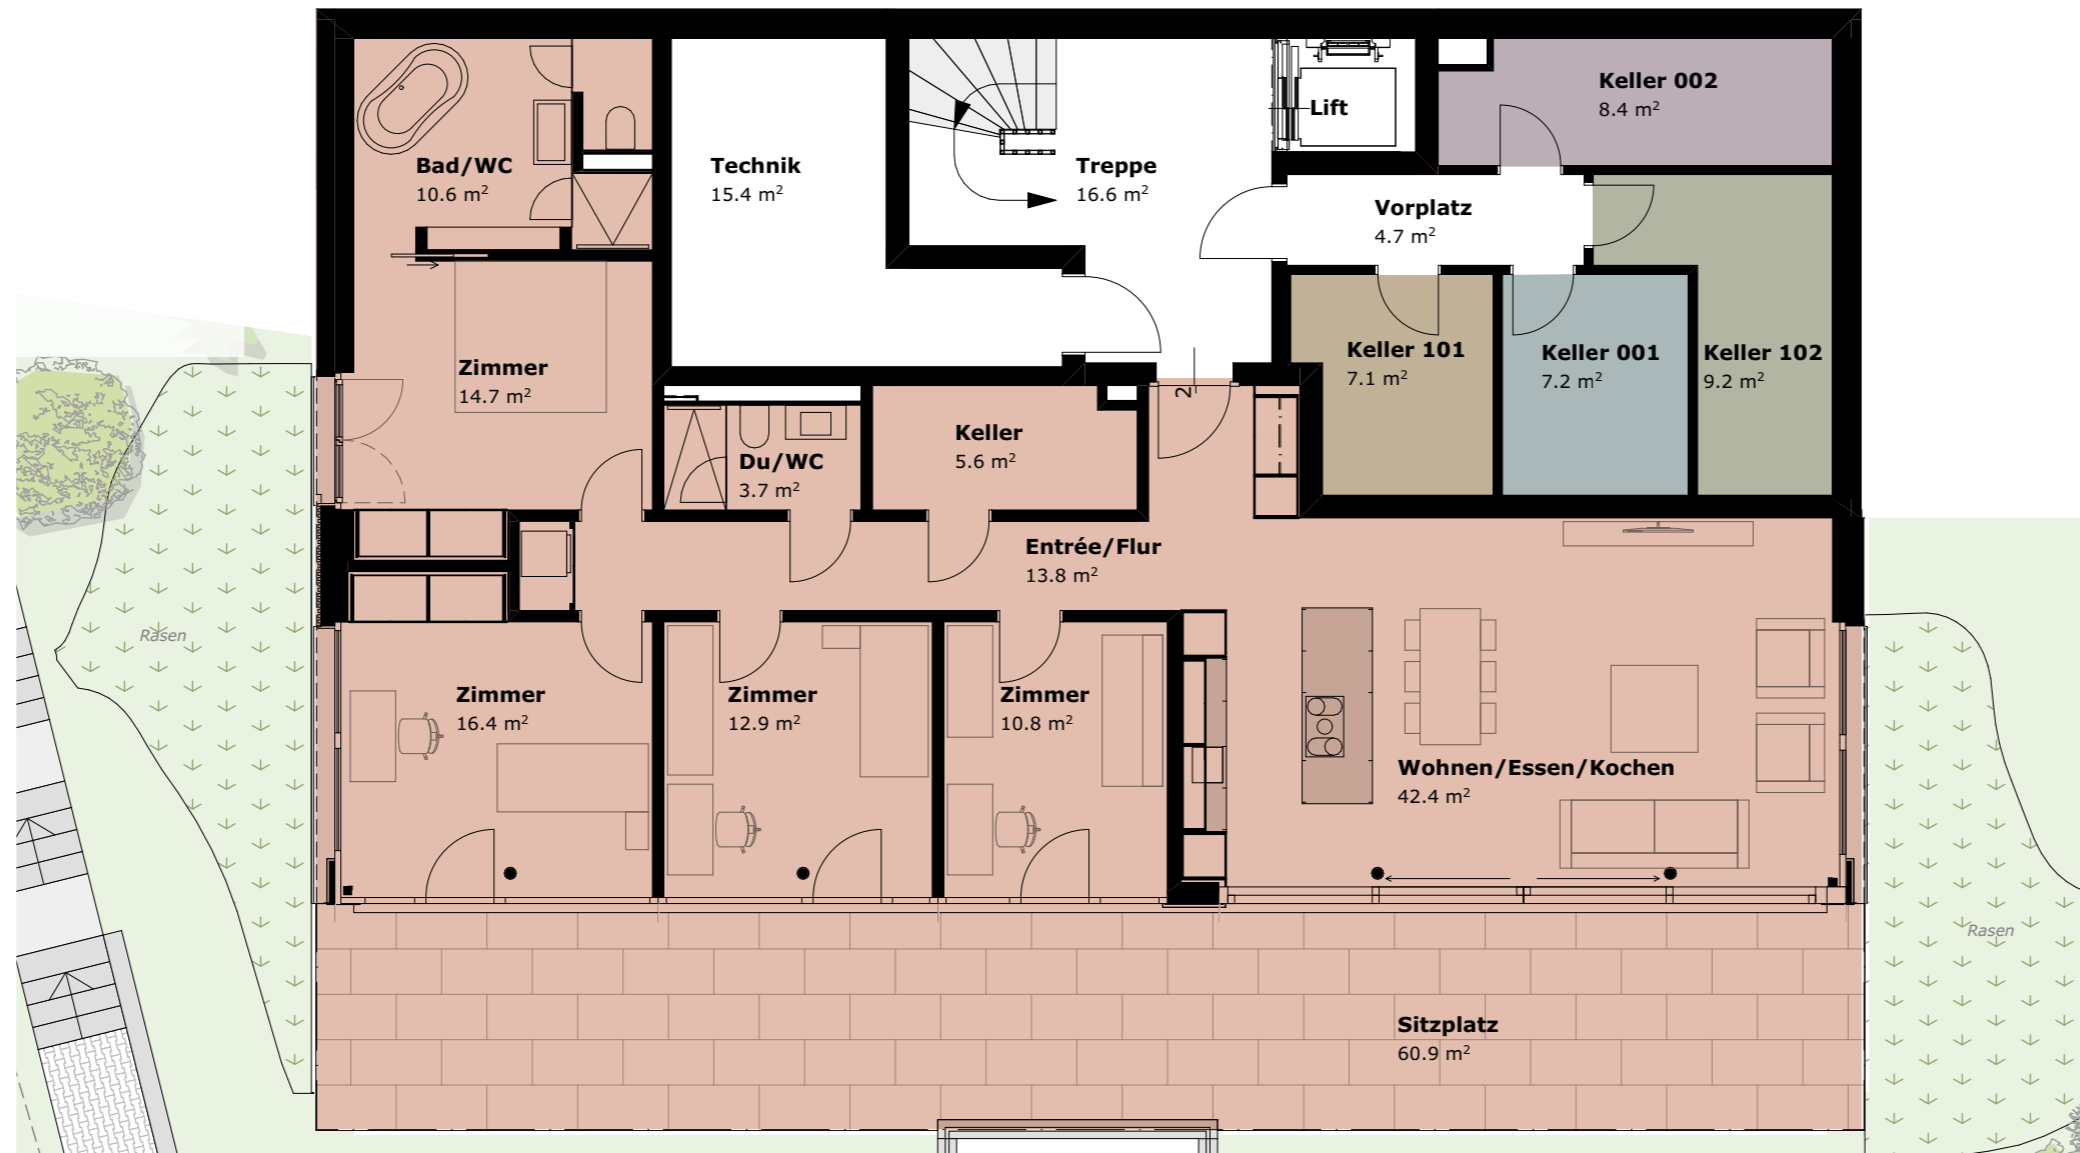 Keller 002
8.4 m²
Lift
Bad/WC
10.6 m²
Technik
15.4 m²
Treppe
16.6 m²
Vorplatz
4.7 m²
Zimmer
14.7 m²
Keller 101
7.1 m²
Keller 001
7.2 m²
Keller 102
9.2 m²
2
Keller
5.6 m²
Du/WC
3.7 m²
Entrée/Flur
13.8 m²
Rasen
Zimmer
16.4 m²
Zimmer
12.9 m²
Zimmer
10.8 m²
Wohnen/Essen/Kochen
42.4 m²
Rasen
Sitzplatz
60.9 m²